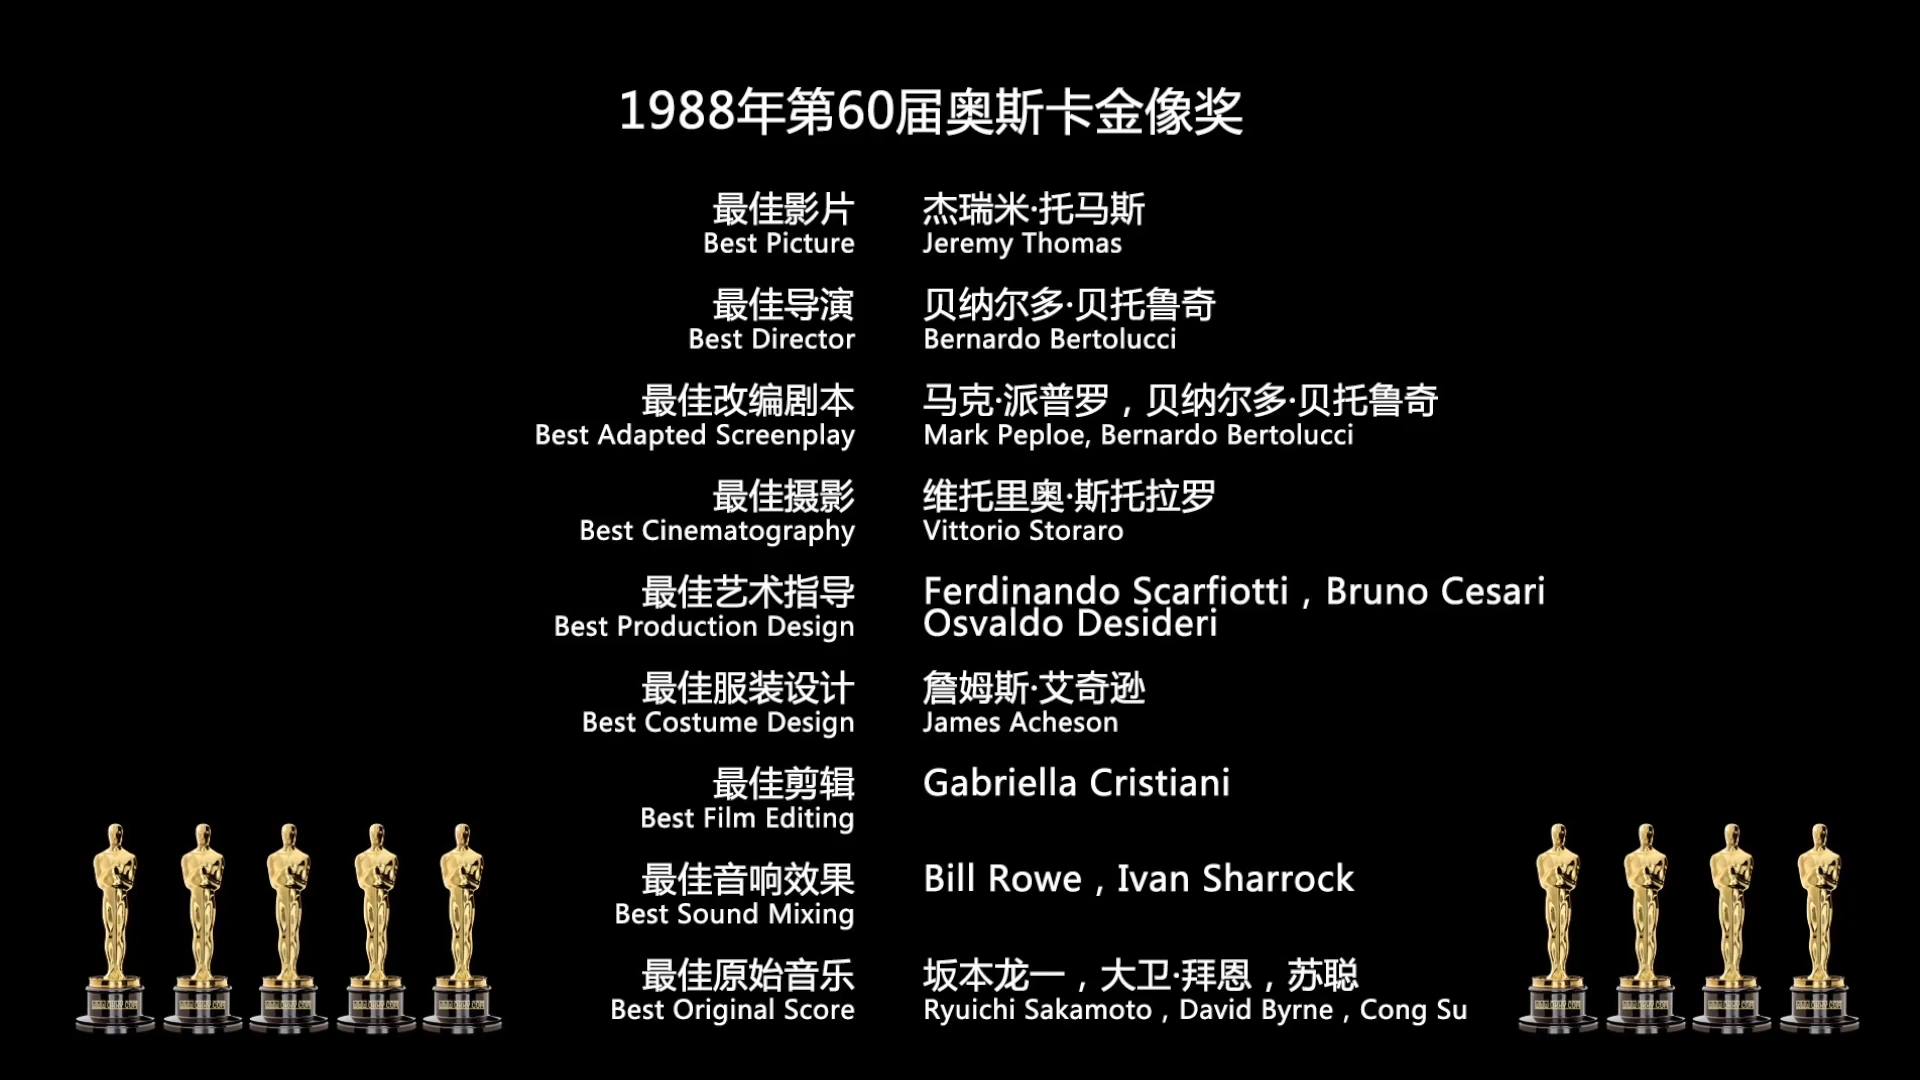 1988年第60届奥斯卡金像奖
最佳影片 杰瑞米·托马斯
Best Picture Jeremy Thomas
最佳导演 贝纳尔多·贝托鲁奇
Best Director Bernardo Bertolucci
最佳改编剧本 马克·派普罗，贝纳尔多·贝托鲁奇
Best Adapted Screenplay Mark Peploe, Bernardo Bertolucci
最佳摄影 维托里奥·斯托拉罗
Best Cinematography Vittorio Storaro
最佳艺术指导 Ferdinando Scarfiotti，Bruno Cesari
Best Production Design Osvaldo Desideri
最佳服装设计 詹姆斯·艾奇逊
Best Costume Design James Acheson
最佳剪辑 Gabriella Cristiani
Best Film Editing
最佳音响效果 Bill Rowe，Ivan Sharrock
Best Sound Mixing
最佳原始音乐 坂本龙一，大卫·拜恩，苏聪
Best Original Score Ryuichi Sakamoto，David Byrne，Cong Su